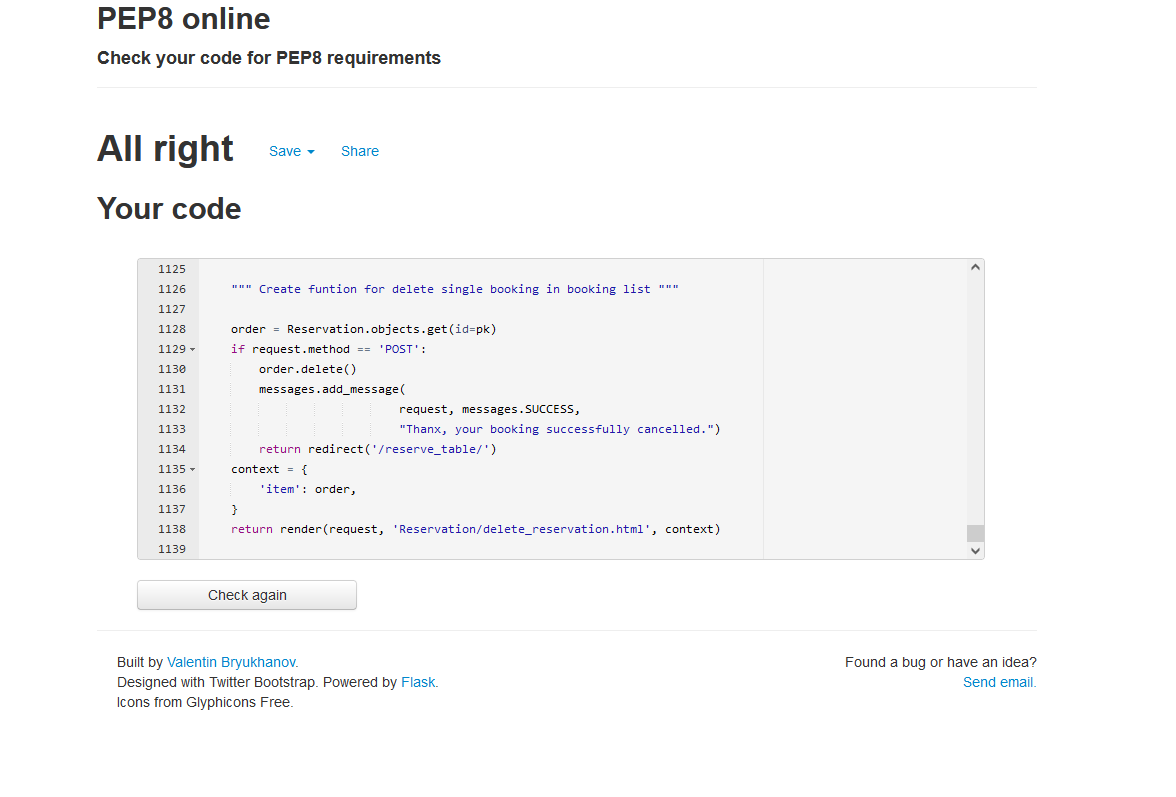 PEP8 online
Check your code for PEP8 requirements
All right Save Share
Your code
1125
1126 """ Create funtion for delete single booking in booking list """
1127
1128 order = Reservation.objects.get(id=pk)
1129 if request.method == 'POST':
1130 order.delete()
1131 messages.add_message(
1132 request, messages.SUCCESS,
1133 "Thanx, your booking successfully cancelled.")
1134 return redirect('/reserve_table/')
1135 context = {
1136 'item': order,
1137 }
1138 return render(request, 'Reservation/delete_reservation.html', context)
1139
Check again
Built by Valentin Bryukhanov.
Designed with Twitter Bootstrap. Powered by Flask.
Icons from Glyphicons Free.
Found a bug or have an idea?
Send email.